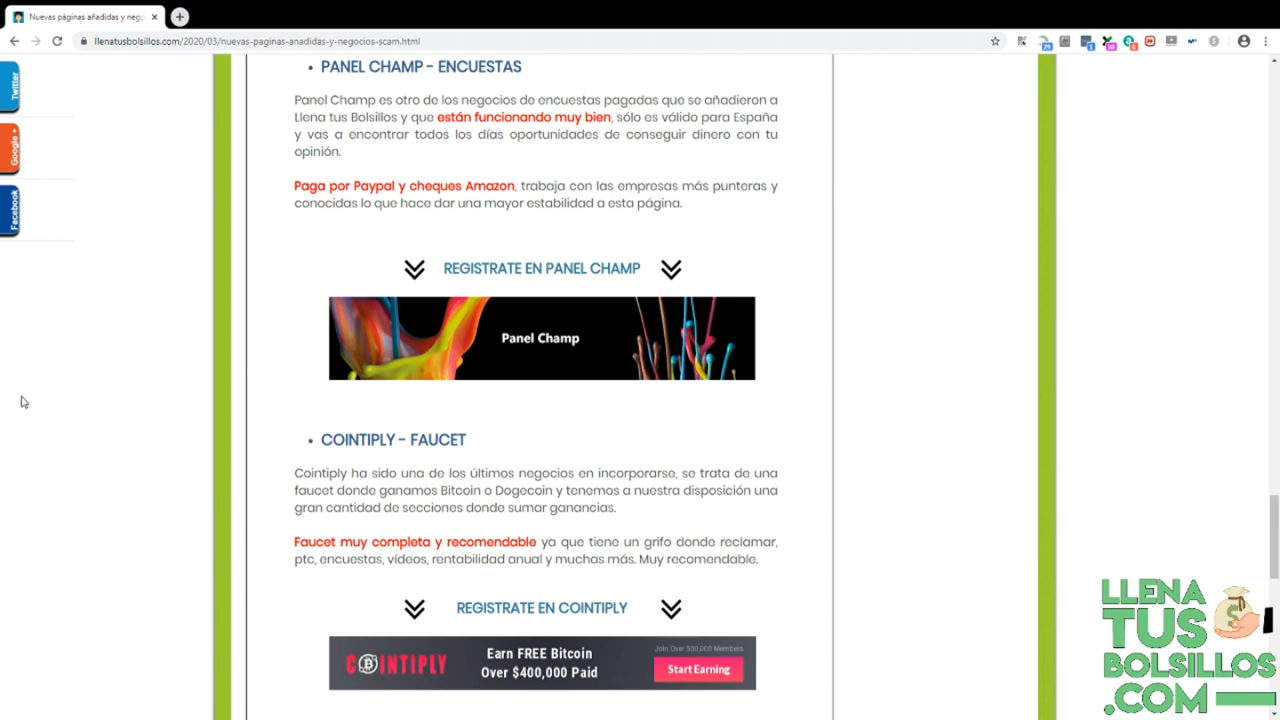 Nuevas páginas añadidas y nego
llenatusbolsillos.com/2020/03/nuevas-paginas-anadidas-y-negocios-scam.html
Twitter
Google +
Facebook
PANEL CHAMP - ENCUESTAS
Panel Champ es otro de los negocios de encuestas pagadas que se añadieron a
Llena tus Bolsillos y que están funcionando muy bien, sólo es válido para España
y vas a encontrar todos los días oportunidades de conseguir dinero con tu
opinión.
Paga por Paypal y cheques Amazon, trabaja con las empresas más punteras y
conocidas lo que hace dar una mayor estabilidad a esta página.
REGISTRATE EN PANEL CHAMP
Panel Champ
COINTIPLY - FAUCET
Cointiply ha sido una de los últimos negocios en incorporarse, se trata de una
faucet donde ganamos Bitcoin o Dogecoin y tenemos a nuestra disposición una
gran cantidad de secciones donde sumar ganancias.
Faucet muy completa y recomendable ya que tiene un grifo donde reclamar,
ptc, encuestas, vídeos, rentabilidad anual y muchas más. Muy recomendable.
REGISTRATE EN COINTIPLY
COINTIPLY
Earn FREE Bitcoin
Over $400,000 Paid
Join Over 500,000 Members
Start Earning
LLENA
TUS
BOLSILLOS
.COM